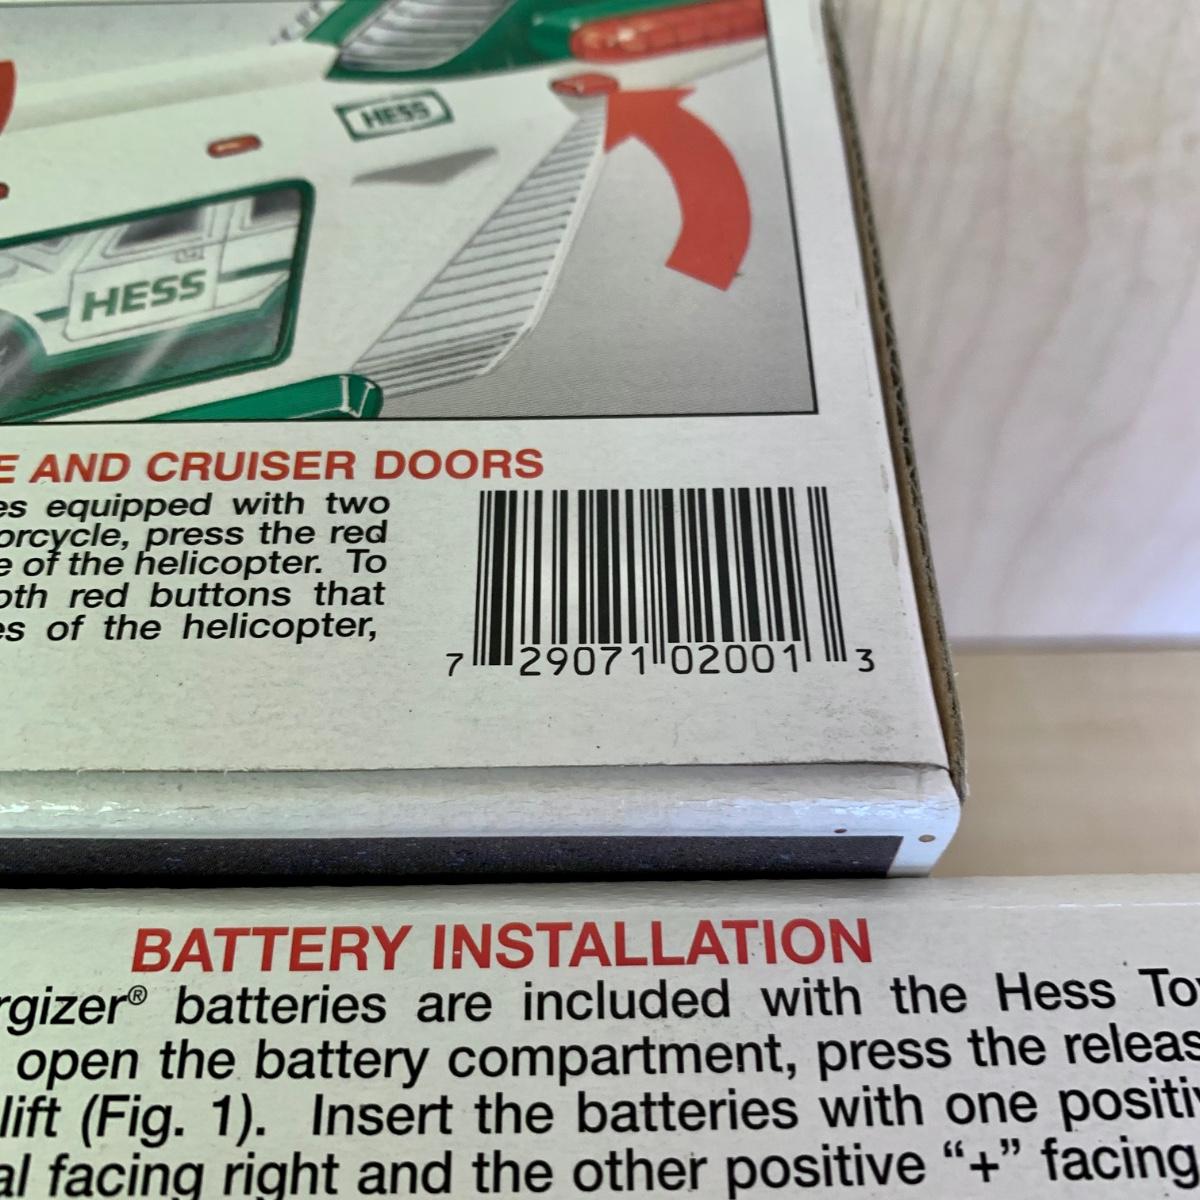 HESS
HESS
E AND CRUISER DOORS
es equipped with two
orcycle, press the red
e of the helicopter. To
oth red buttons that
es of the helicopter,
7 29071 02001 3
BATTERY INSTALLATION
rgizer® batteries are included with the Hess Toy
open the battery compartment, press the releas
lift (Fig. 1). Insert the batteries with one positiv
al facing right and the other positive “+” facing